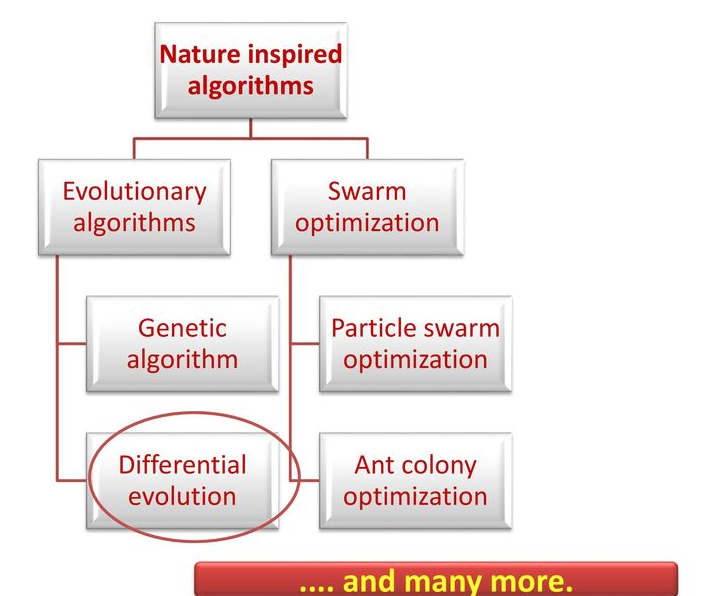 Nature inspired
algorithms
Evolutionary
algorithms
Swarm
optimization
Genetic
algorithm
Particle swarm
optimization
Differential
evolution
Ant colony
optimization
.... and many more.